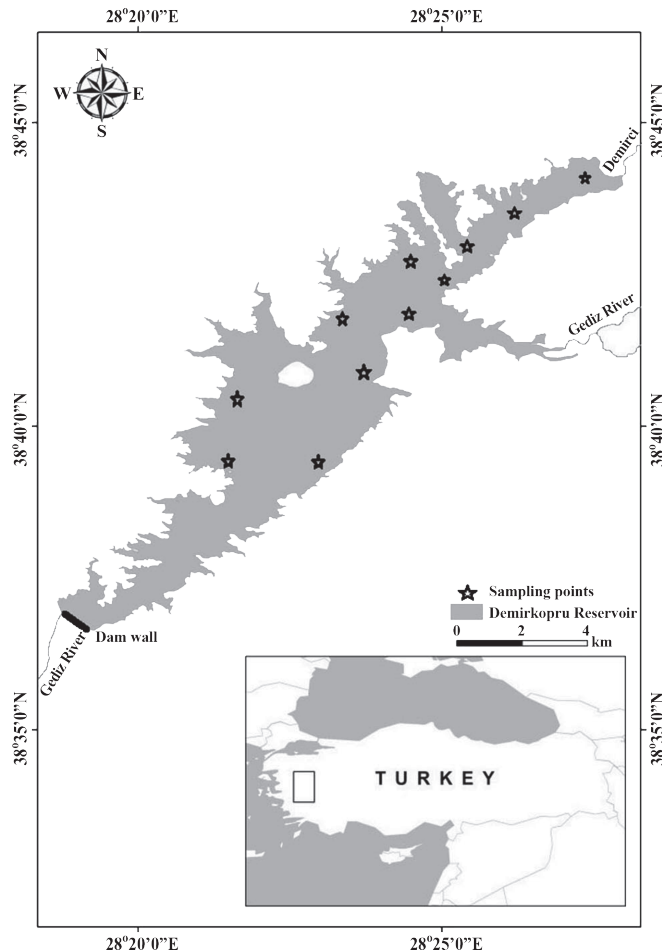 28°20'0"E 28°25'0"E
N
W E
S
38°45'0"N 38°45'0"N
Demirci
Gediz River
38°40'0"N 38°40'0"N
Sampling points
Demirkopru Reservoir
0 2 4
km
Dam wall
Gediz River
38°35'0"N 38°35'0"N
TURKEY
28°20'0"E 28°25'0"E